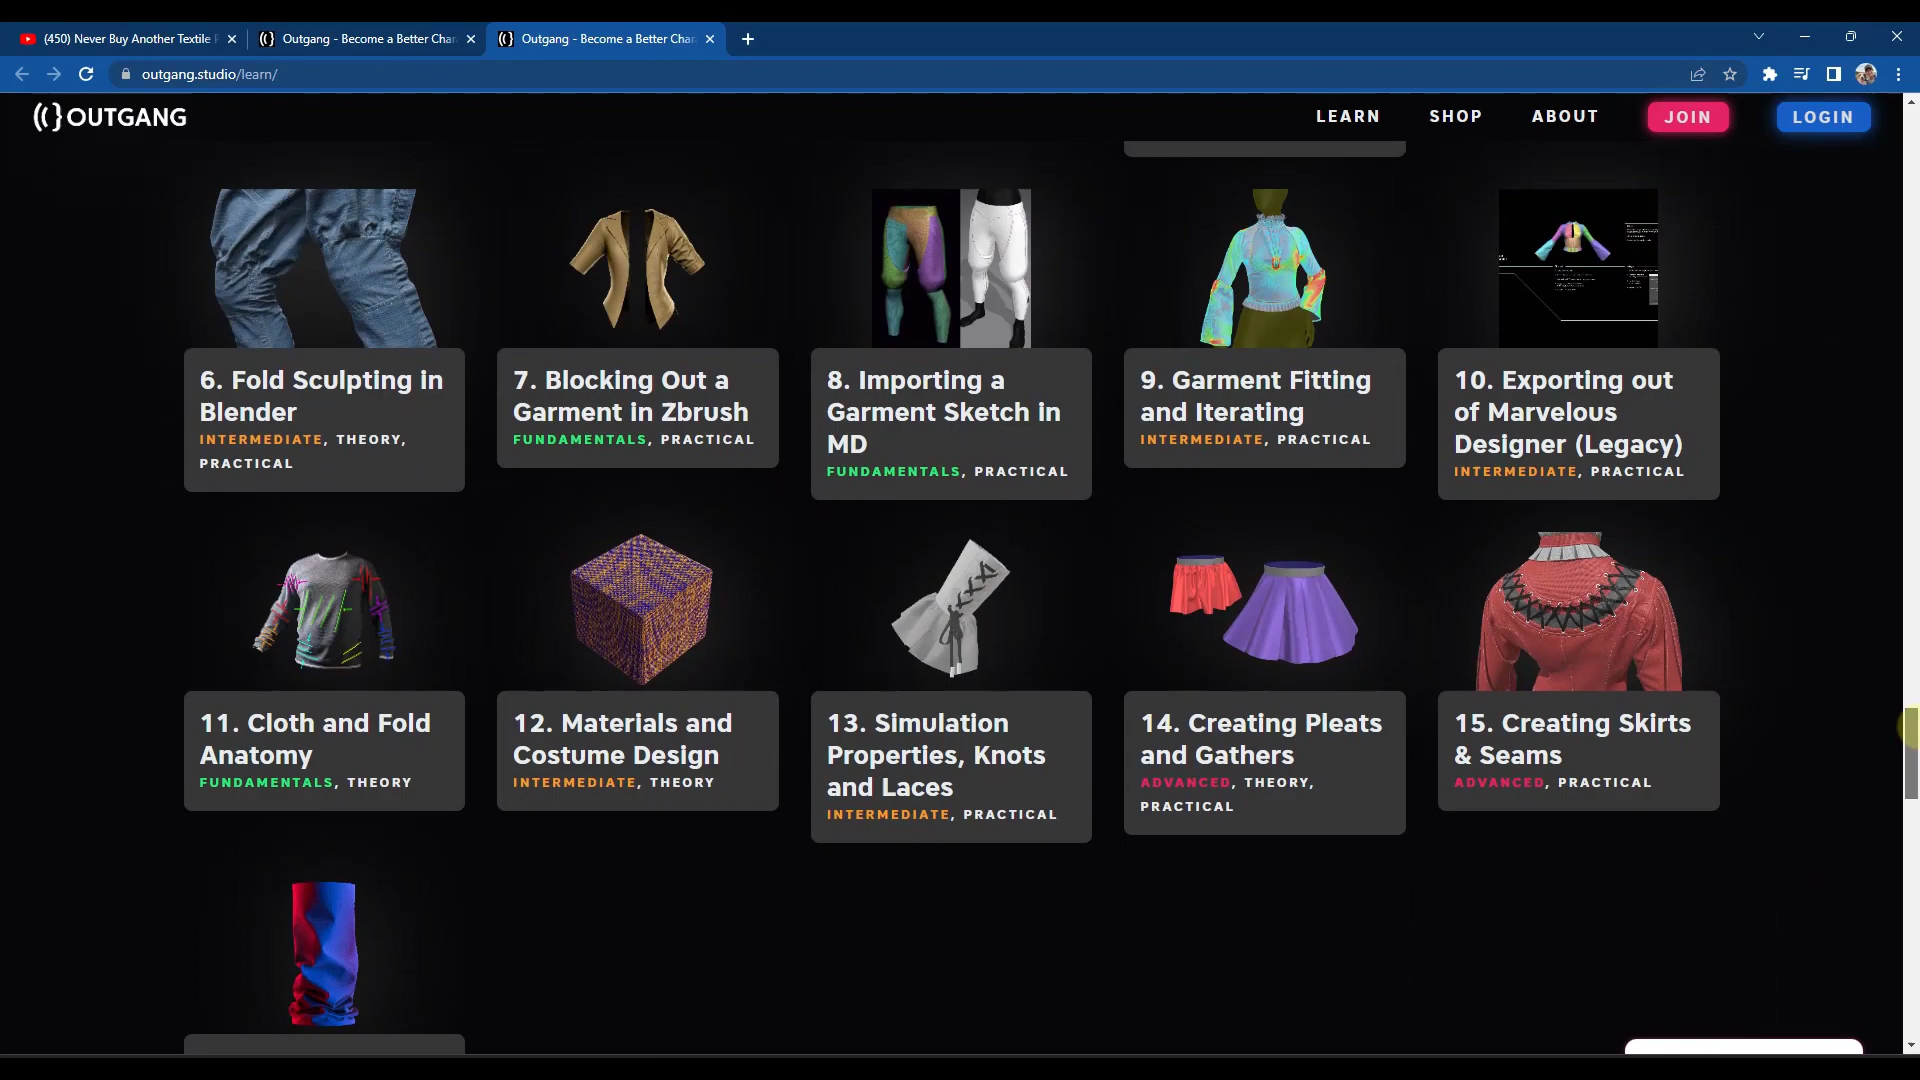 (450) Never Buy Another Textile
Outgang - Become a Better Char
Outgang - Become a Better Char
outgang.studio/learn/
OUTGANG
LEARN
SHOP
ABOUT
JOIN
LOGIN
6. Fold Sculpting in
Blender
INTERMEDIATE, THEORY,
PRACTICAL
7. Blocking Out a
Garment in Zbrush
FUNDAMENTALS, PRACTICAL
8. Importing a
Garment Sketch in
MD
FUNDAMENTALS, PRACTICAL
9. Garment Fitting
and Iterating
INTERMEDIATE, PRACTICAL
10. Exporting out
of Marvelous
Designer (Legacy)
INTERMEDIATE, PRACTICAL
11. Cloth and Fold
Anatomy
FUNDAMENTALS, THEORY
12. Materials and
Costume Design
INTERMEDIATE, THEORY
13. Simulation
Properties, Knots
and Laces
INTERMEDIATE, PRACTICAL
14. Creating Pleats
and Gathers
ADVANCED, THEORY,
PRACTICAL
15. Creating Skirts
& Seams
ADVANCED, PRACTICAL